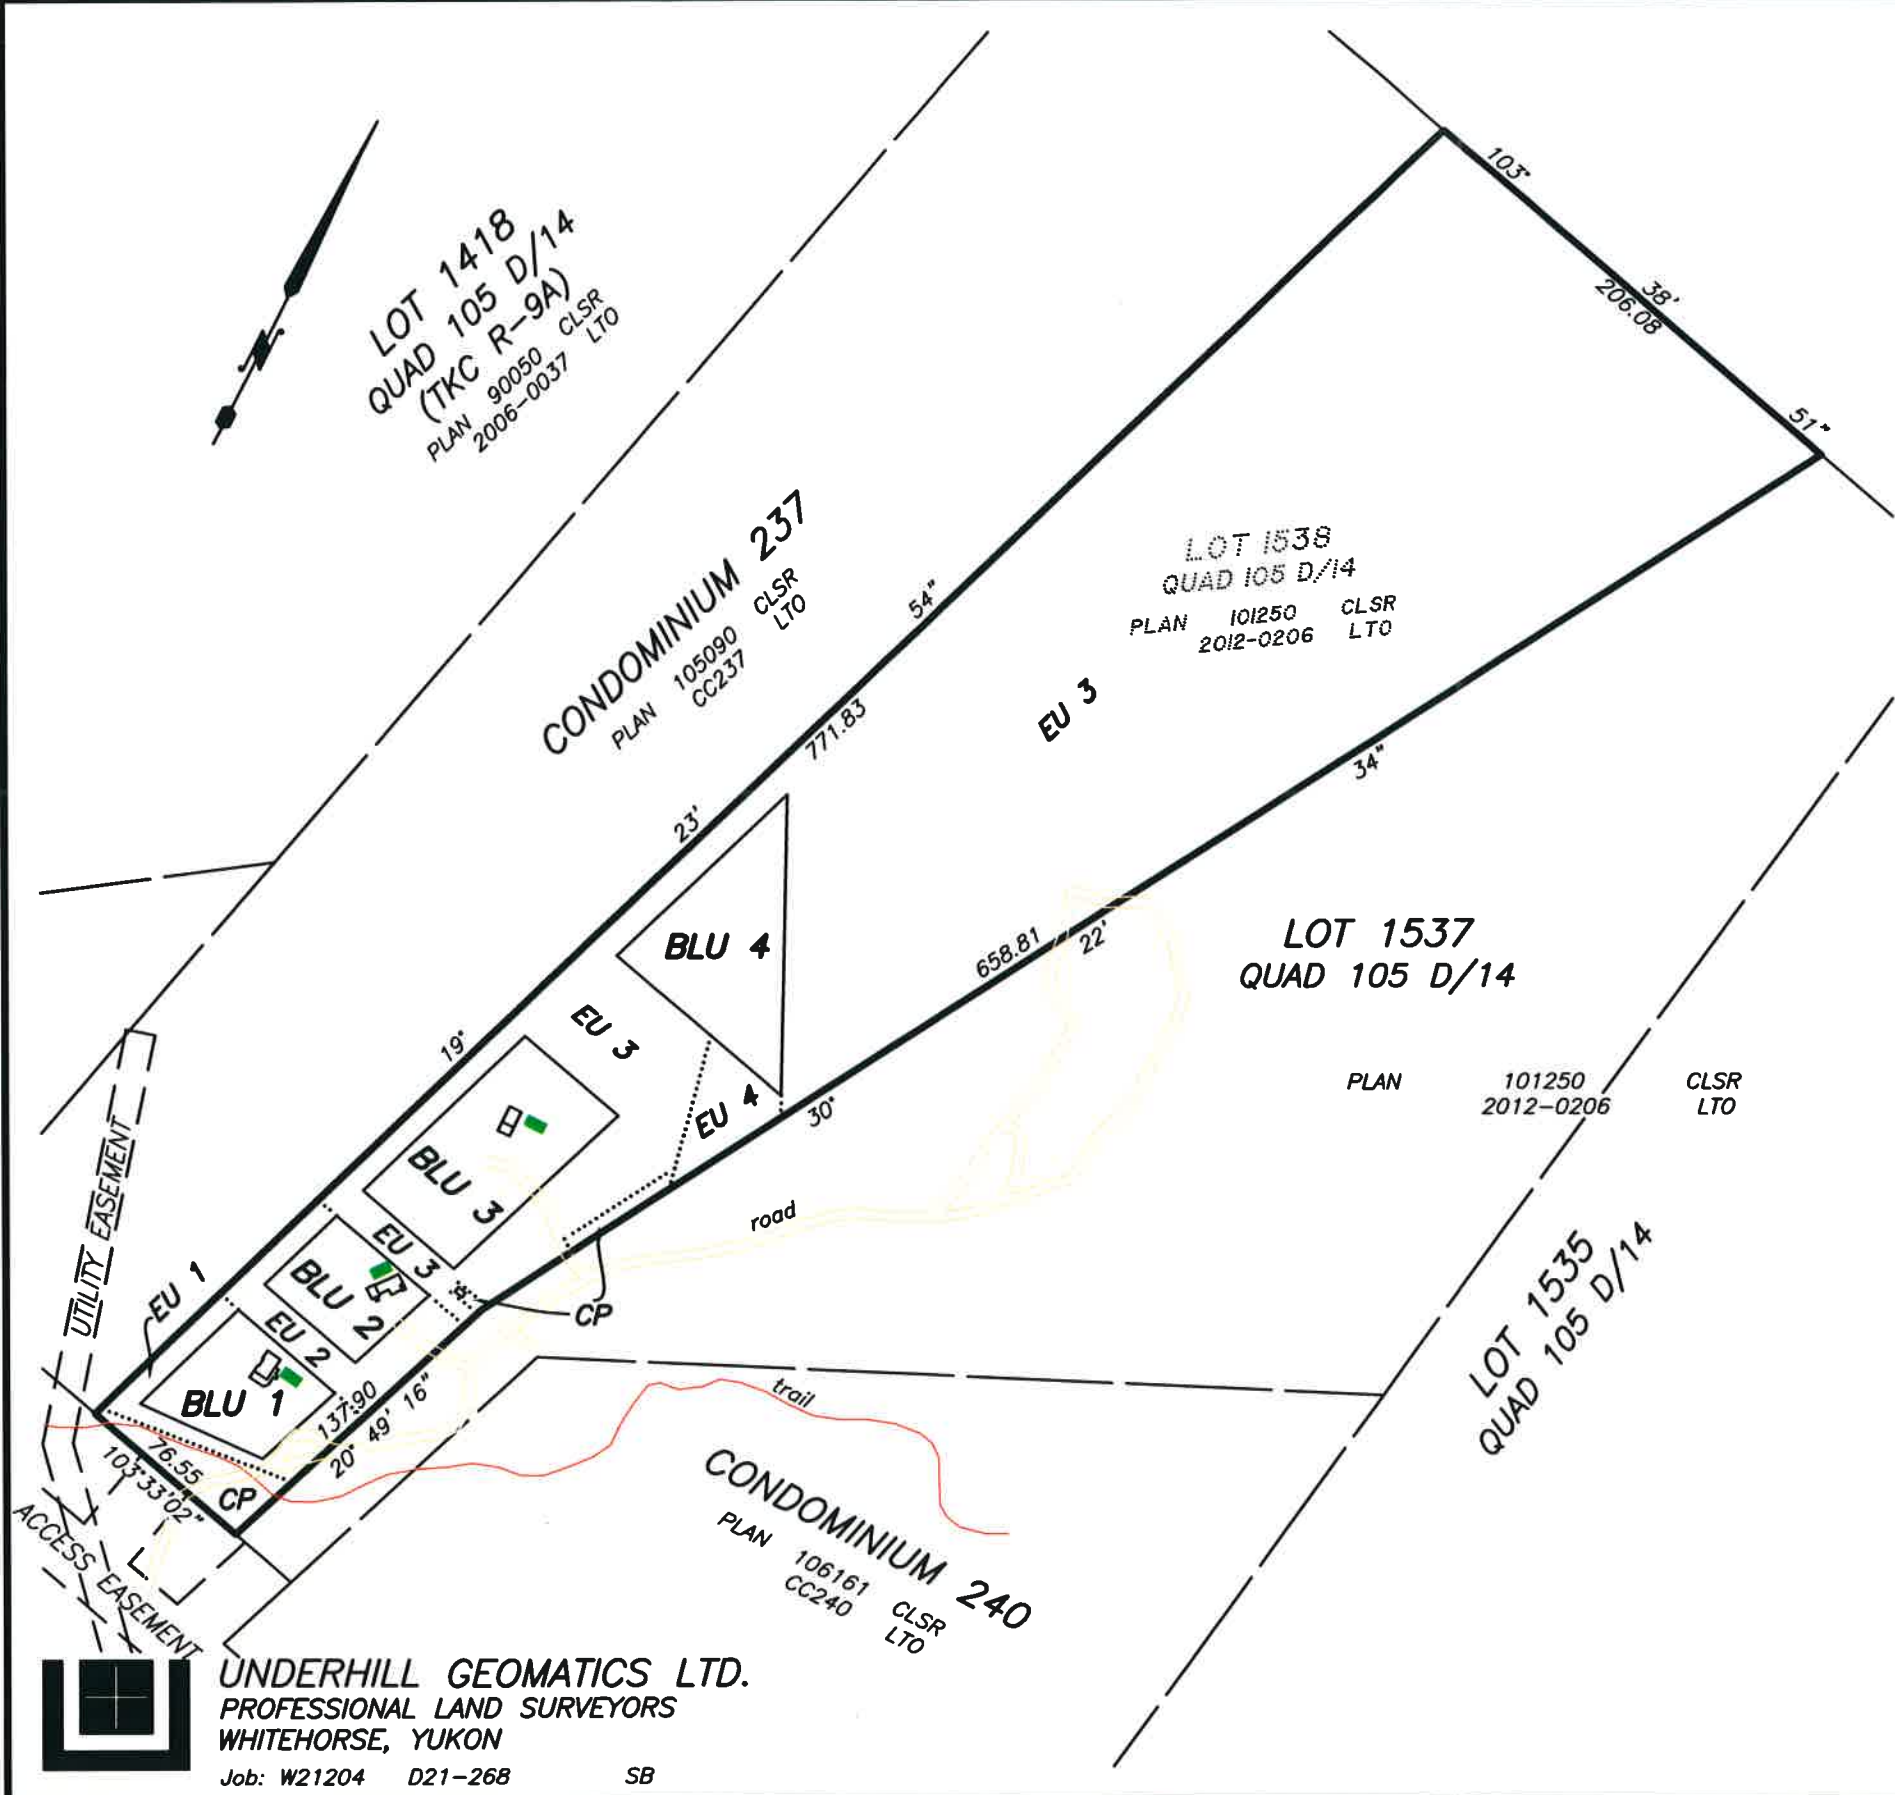 LOT 1418
QUAD 105 D/14
(TKC R-9A)
PLAN 90050 CLSR
2006-0037 LTO
103°
38'
206.08
51"
CONDOMINIUM 237
PLAN 105090 CLSR
CC237 LTO
LOT 1538
QUAD 105 D/14
PLAN 101250 CLSR
2012-0206 LTO
54"
771.83
23'
19°
EU 3
34"
22'
658.81
30°
BLU 4
EU 3
EU 4
LOT 1537
QUAD 105 D/14
PLAN 101250 CLSR
2012-0206 LTO
UTILITY EASEMENT
BLU 3
road
EU 3
BLU 2
CP
EU 1
EU 2
BLU 1
137.90
20° 49' 16"
76.55
103°33'02"
CP
trail
LOT 1535
QUAD 105 D/14
CONDOMINIUM 240
PLAN 106161 CLSR
CC240 LTO
ACCESS EASEMENT
UNDERHILL GEOMATICS LTD.
PROFESSIONAL LAND SURVEYORS
WHITEHORSE, YUKON
Job: W21204 D21-268 SB